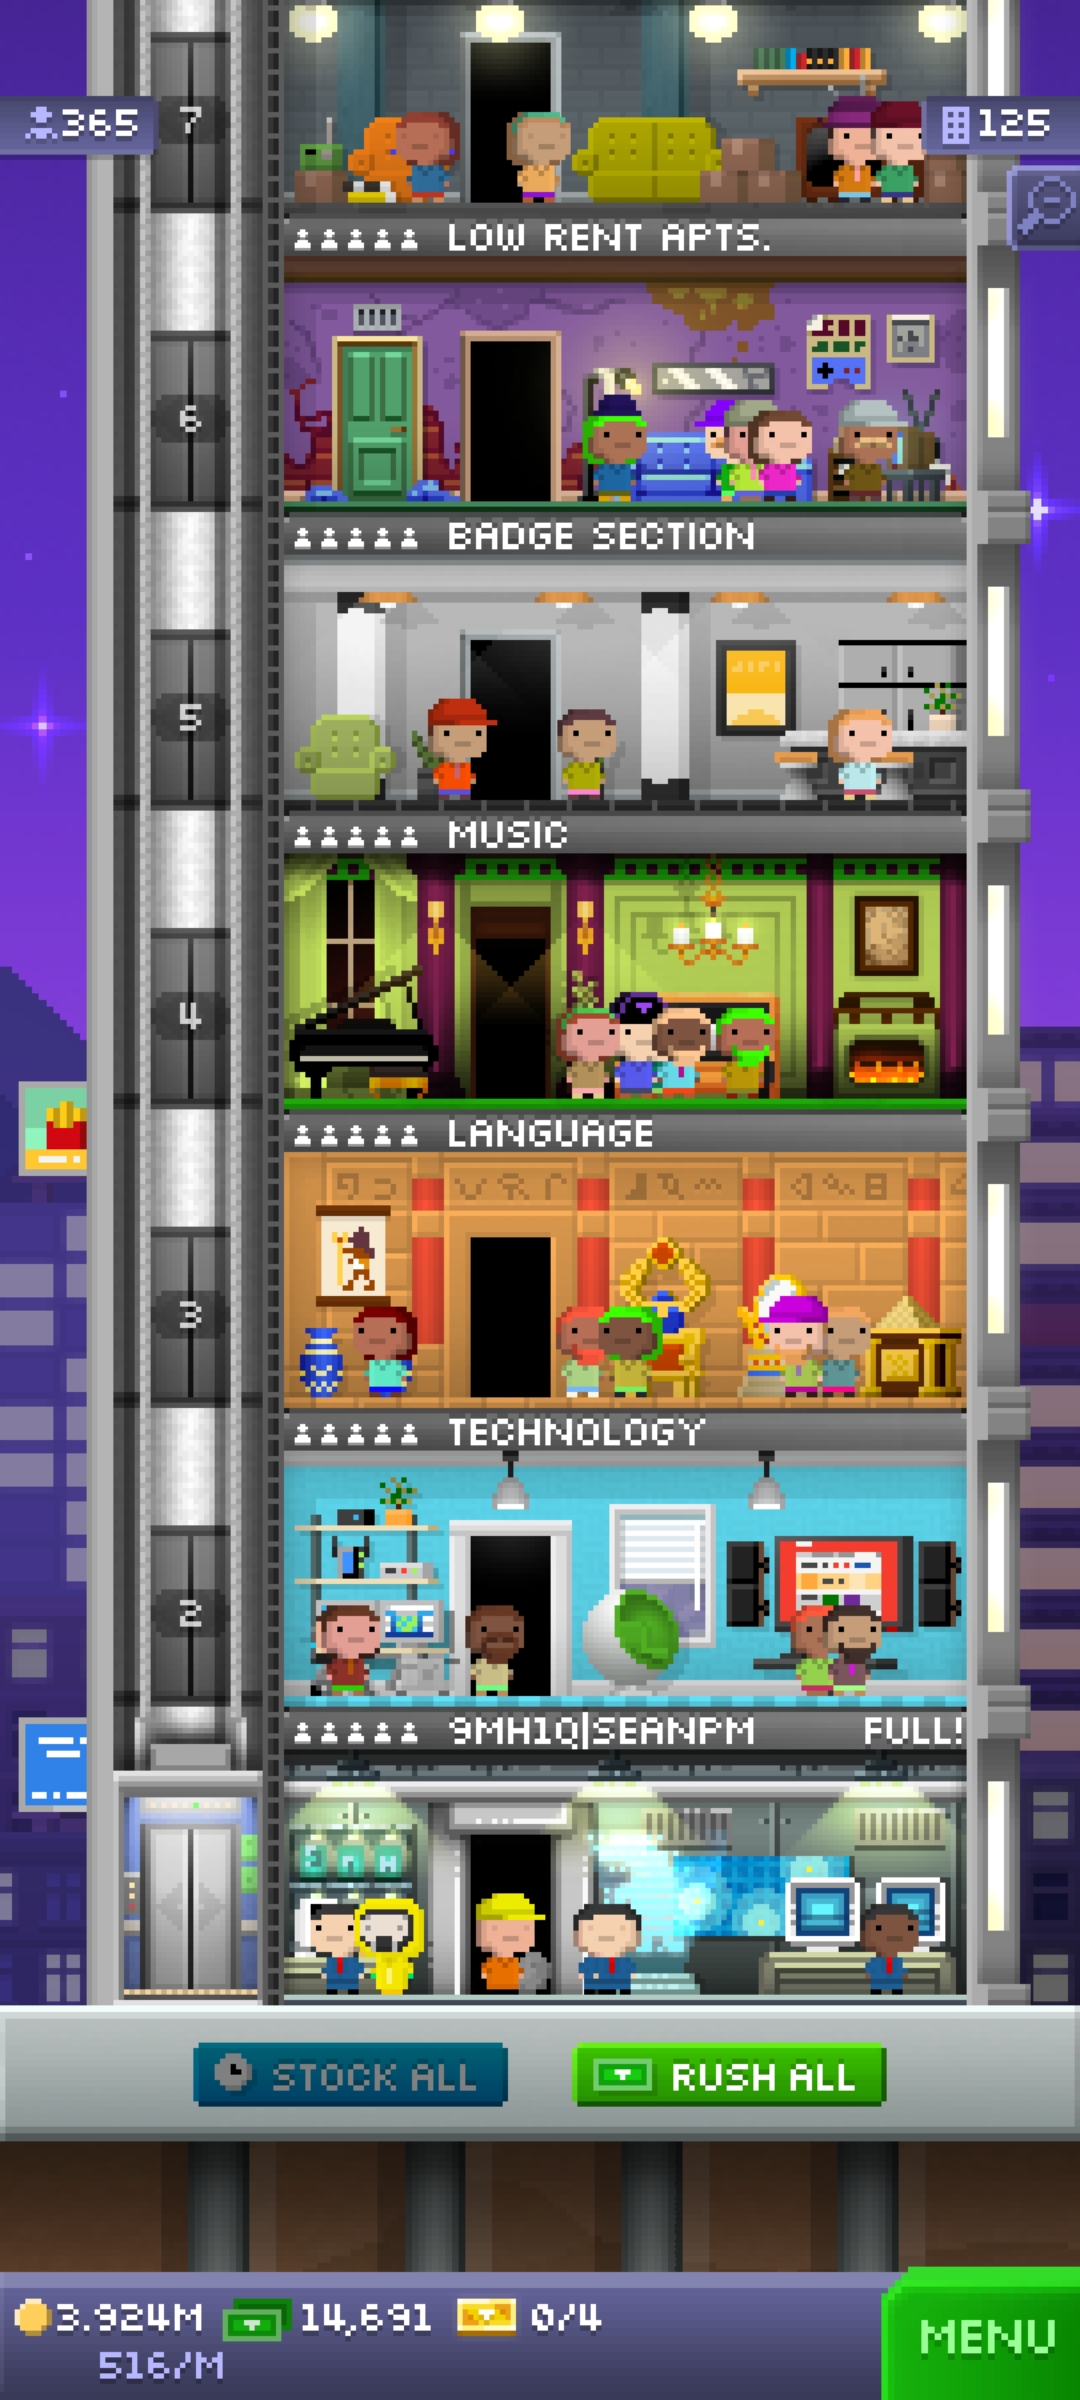 365
7
125
LOW RENT APTS.
6
BADGE SECTION
5
MUSIC
4
LANGUAGE
3
TECHNOLOGY
2
9MH1Q|SEANPM FULL!
STOCK ALL
RUSH ALL
3.924M 14,691 0/4
516/M
MENU